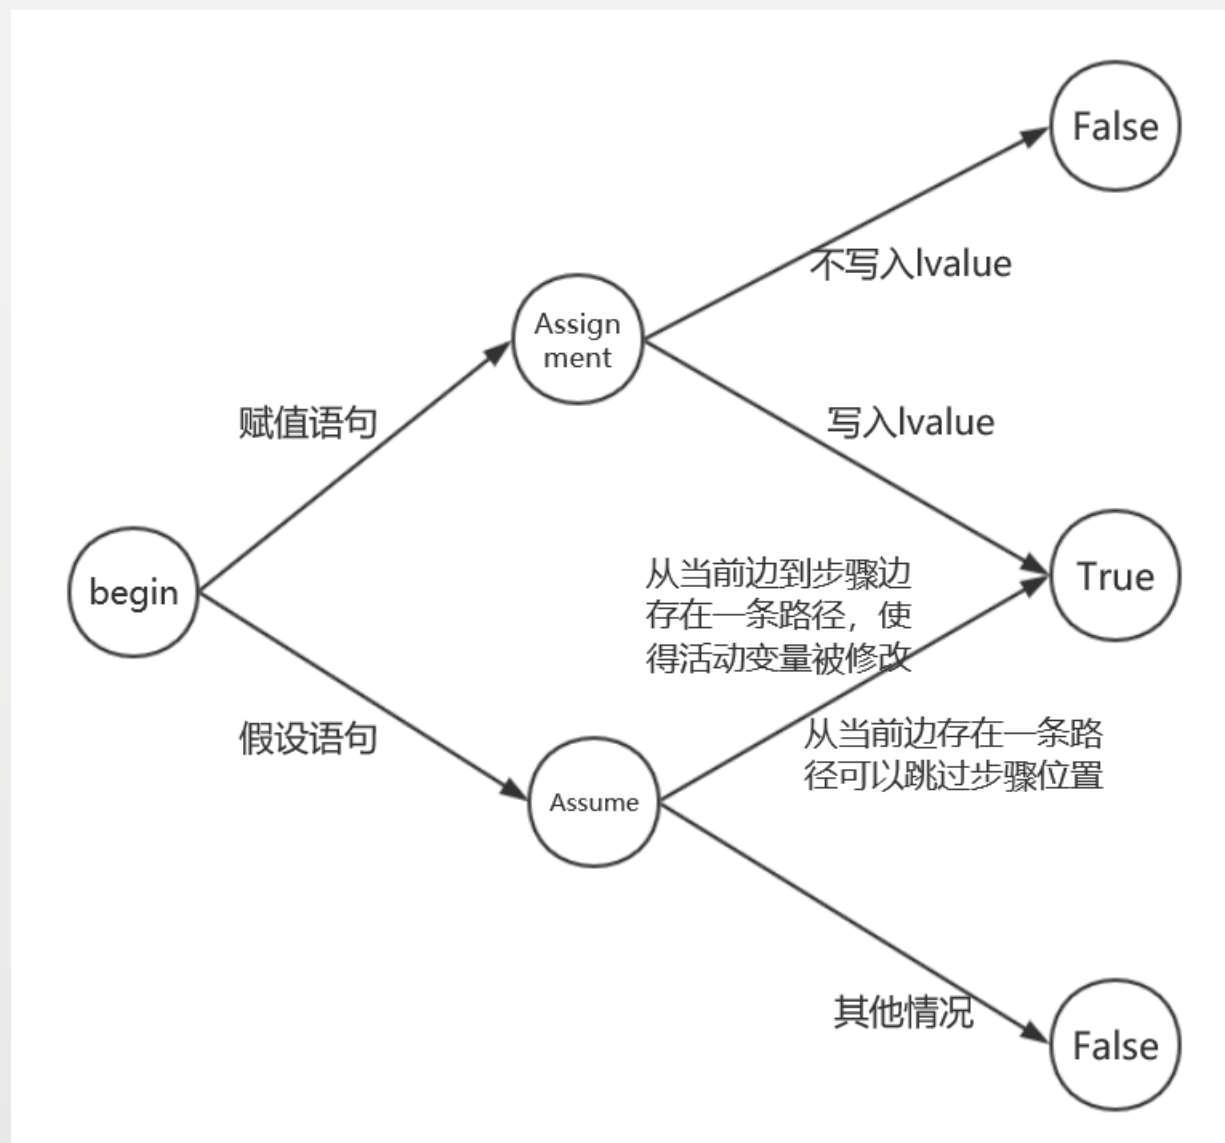 False
不写入lvalue
Assign
ment
赋值语句
写入lvalue
从当前边到步骤边
存在一条路径，使
得活动变量被修改
True
begin
假设语句
从当前边存在一条路
径可以跳过步骤位置
Assume
其他情况
False